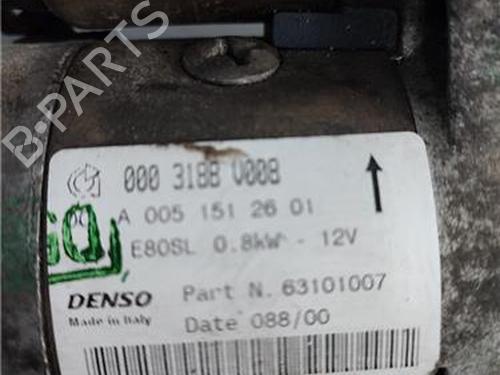 B-PARTS
000 3188 V008
A 005 151 26 01
E80SL 0.8kW - 12V
DENSO Part N. 63101007
Made in Italy Date 088/00